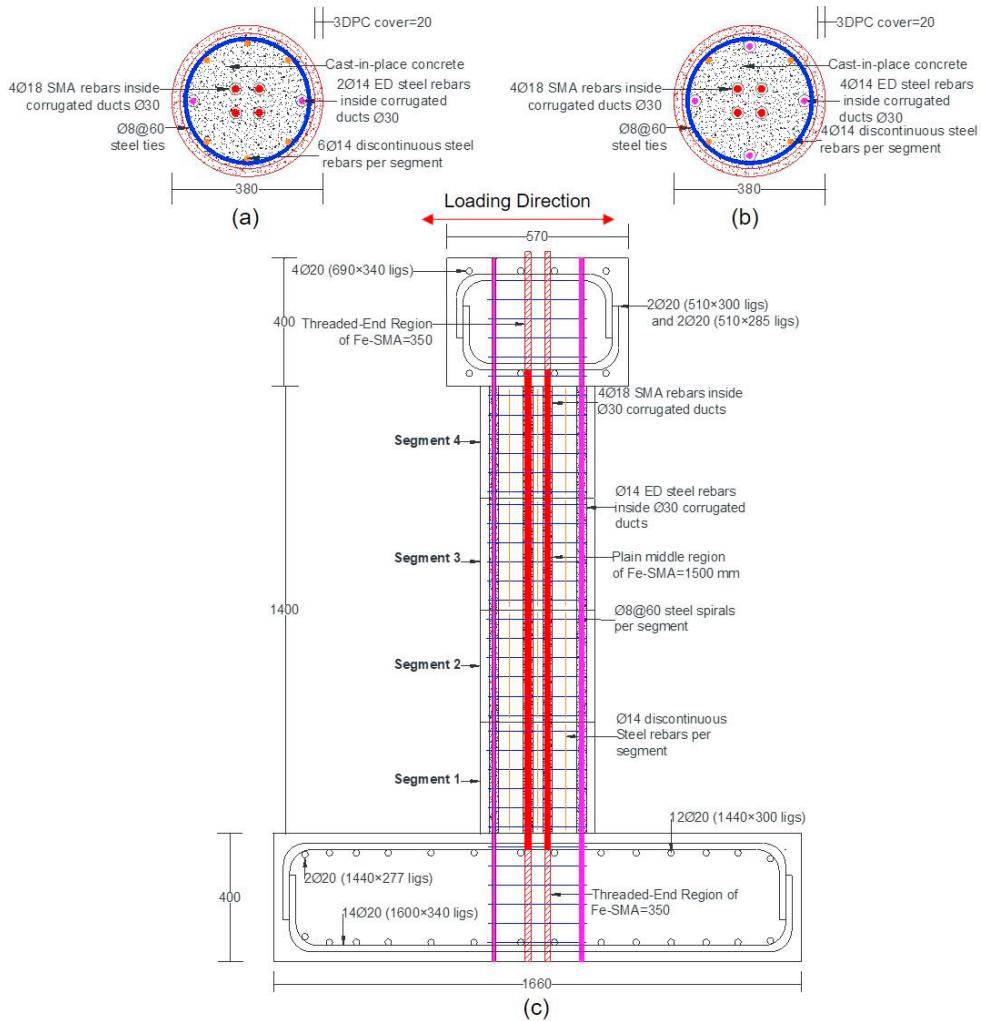 3DPC cover=20
Cast-in-place concrete
4Ø18 SMA rebars inside
corrugated ducts Ø30
2Ø14 ED steel rebars
inside corrugated
ducts Ø30
Ø8@60
steel ties
6Ø14 discontinuous steel
rebars per segment
380
(a)
3DPC cover=20
Cast-in-place concrete
4Ø18 SMA rebars inside
corrugated ducts Ø30
4Ø14 ED steel rebars
inside corrugated
ducts Ø30
Ø8@60
steel ties
4Ø14 discontinuous steel
rebars per segment
380
(b)
Loading Direction
570
4Ø20 (690×340 ligs)
2Ø20 (510×300 ligs)
and 2Ø20 (510×285 ligs)
400
Threaded-End Region
of Fe-SMA=350
4Ø18 SMA rebars inside
Ø30 corrugated ducts
Segment 4
Ø14 ED steel rebars
inside Ø30 corrugated
ducts
Segment 3
Plain middle region
of Fe-SMA=1500 mm
1400
Ø8@60 steel spirals
per segment
Segment 2
Ø14 discontinuous
Steel rebars per
segment
Segment 1
12Ø20 (1440×300 ligs)
2Ø20 (1440×277 ligs)
400
14Ø20 (1600×340 ligs)
Threaded-End Region of
Fe-SMA=350
1660
(c)